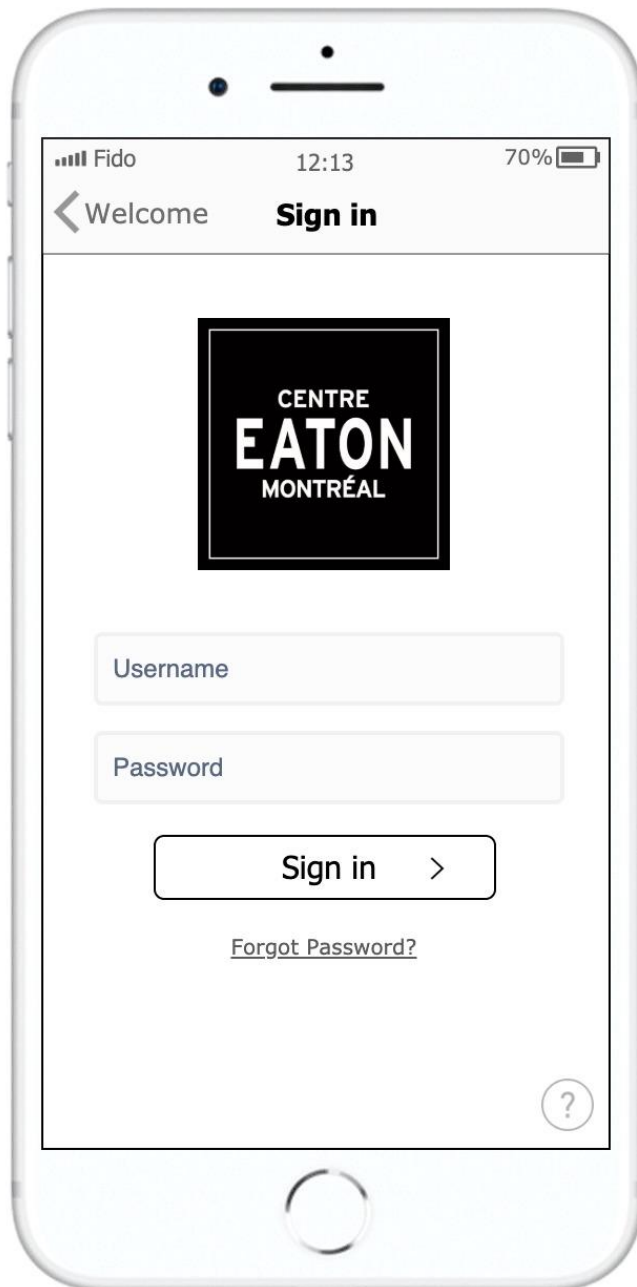 Fido 12:13 70%
Welcome Sign in
CENTRE
EATON
MONTRÉAL
Username
Password
Sign in >
Forgot Password?
?